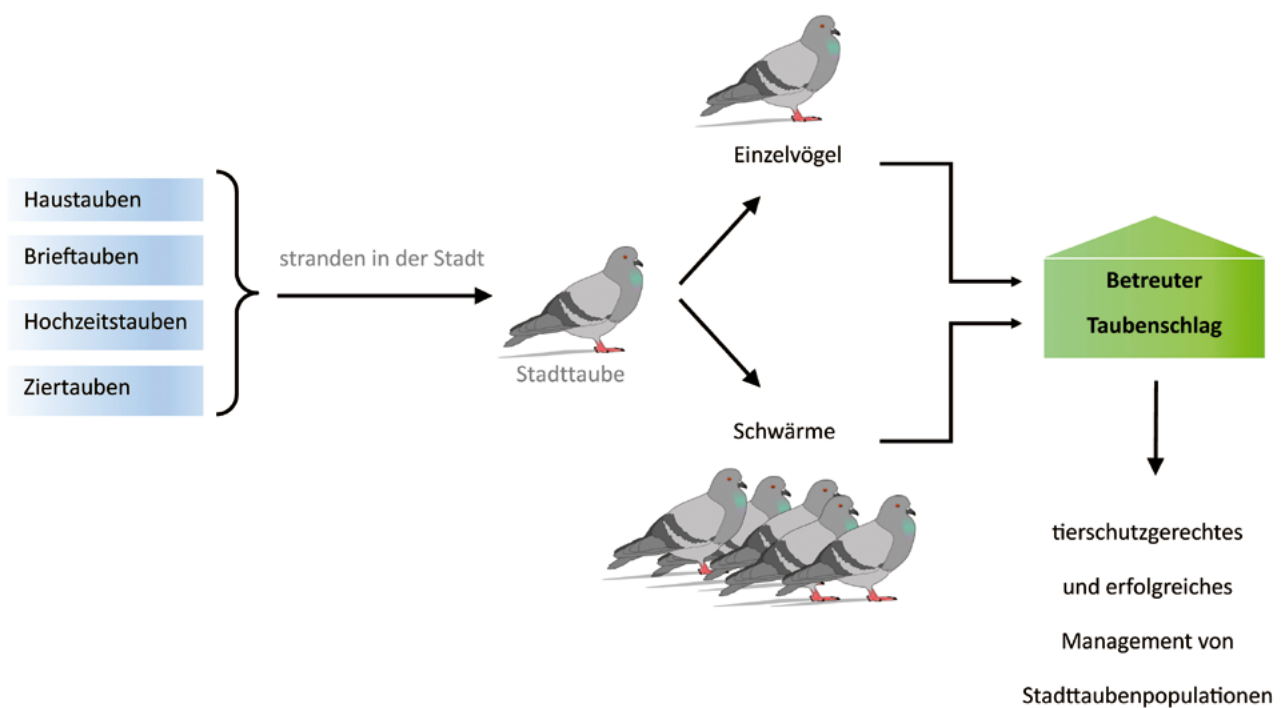 Haustauben
Brieftauben
Hochzeitstauben
Ziertauben
stranden in der Stadt
Stadttaube
Einzelvögel
Schwärme
Betreuter
Taubenschlag
tierschutzgerechtes
und erfolgreiches
Management von
Stadttaubenpopulationen